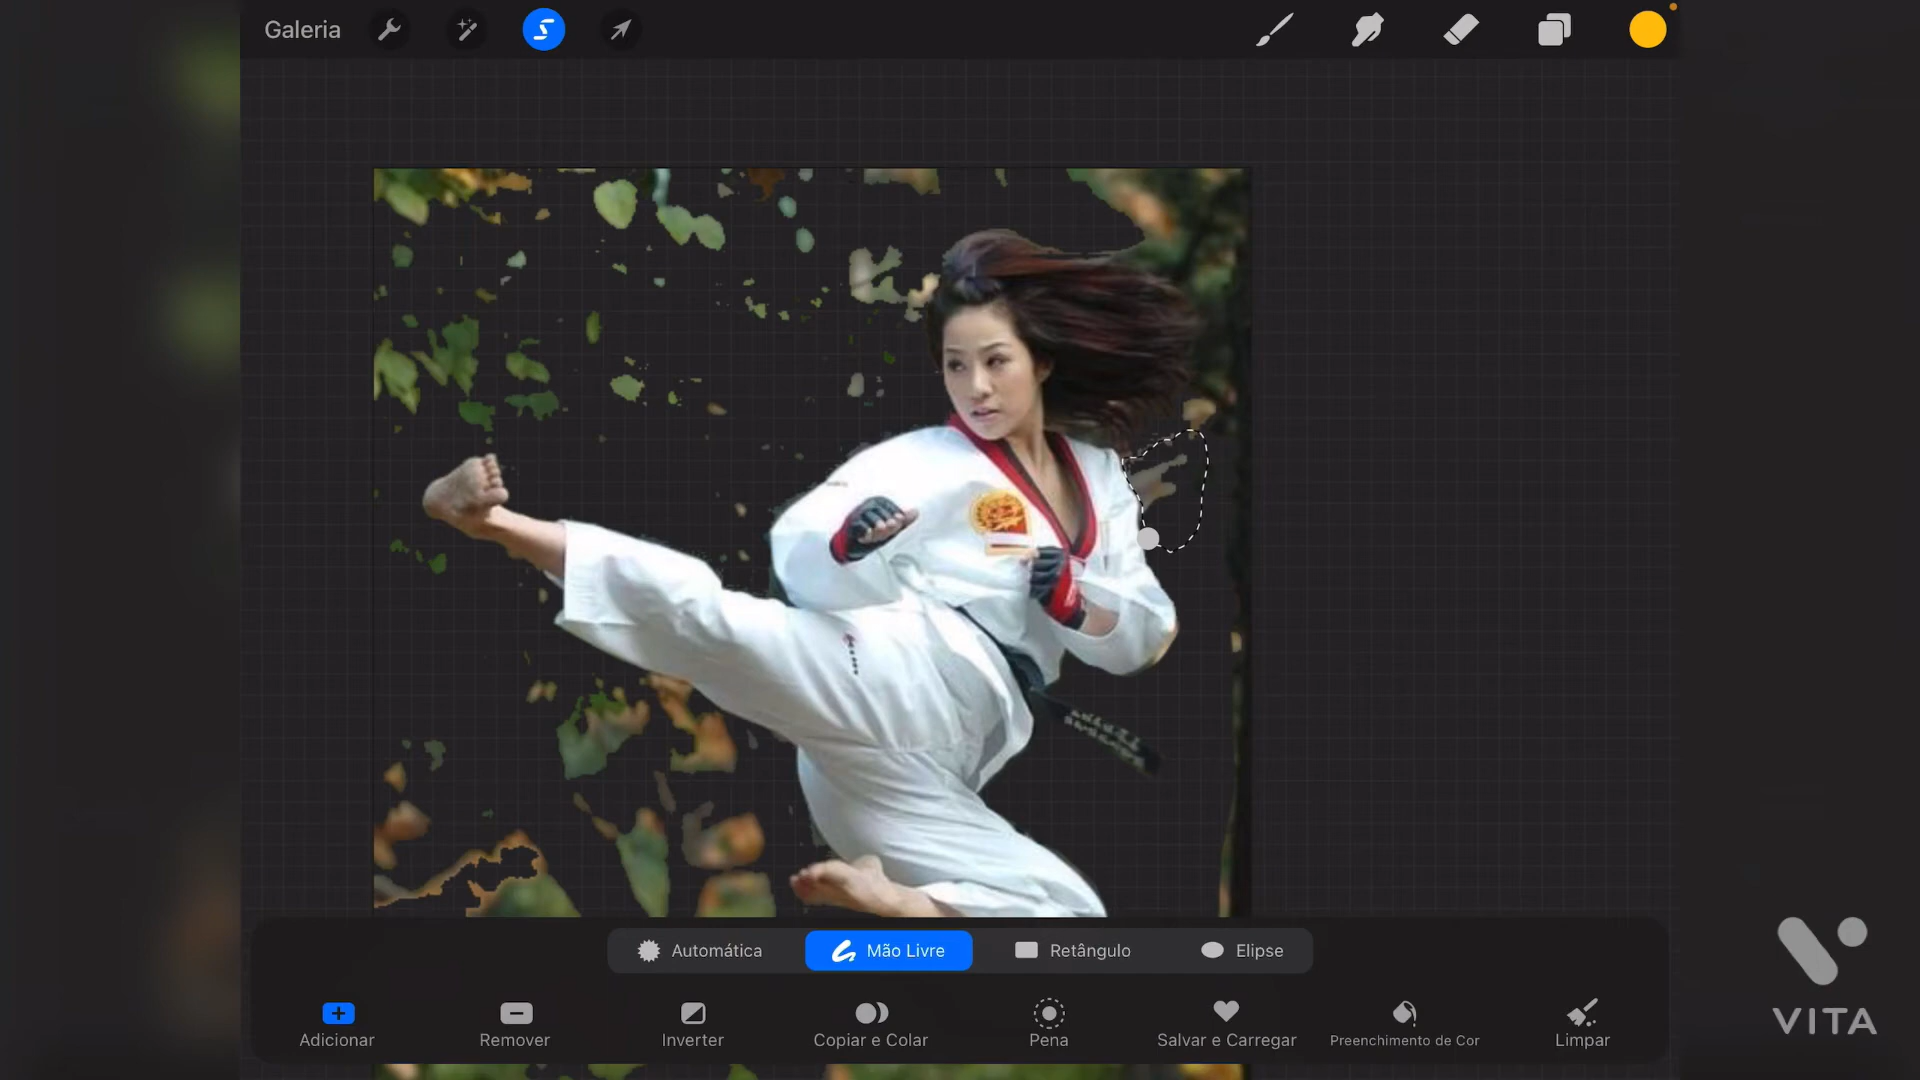 Galeria
Automática
Mão Livre
Retângulo
Elipse
Adicionar
Remover
Inverter
Copiar e Colar
Pena
Salvar e Carregar
Preenchimento de Cor
Limpar
VITA